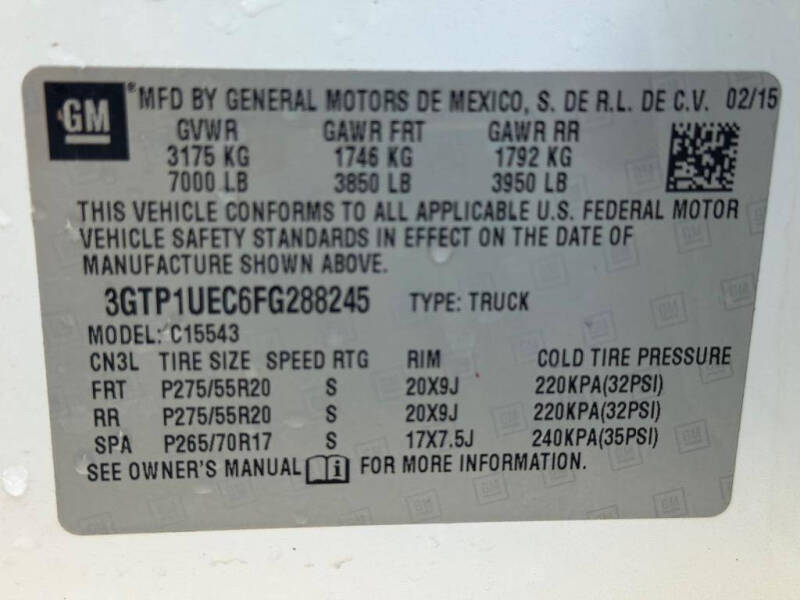 GM ® MFD BY GENERAL MOTORS DE MEXICO, S. DE R.L. DE C.V. 02/15
GVWR GAWR FRT GAWR RR
3175 KG 1746 KG 1792 KG
7000 LB 3850 LB 3950 LB
THIS VEHICLE CONFORMS TO ALL APPLICABLE U.S. FEDERAL MOTOR
VEHICLE SAFETY STANDARDS IN EFFECT ON THE DATE OF
MANUFACTURE SHOWN ABOVE.
3GTP1UEC6FG288245 TYPE: TRUCK
MODEL: C15543
CN3L TIRE SIZE SPEED RTG RIM COLD TIRE PRESSURE
FRT P275/55R20 S 20X9J 220KPA(32PSI)
RR P275/55R20 S 20X9J 220KPA(32PSI)
SPA P265/70R17 S 17X7.5J 240KPA(35PSI)
SEE OWNER'S MANUAL i FOR MORE INFORMATION.